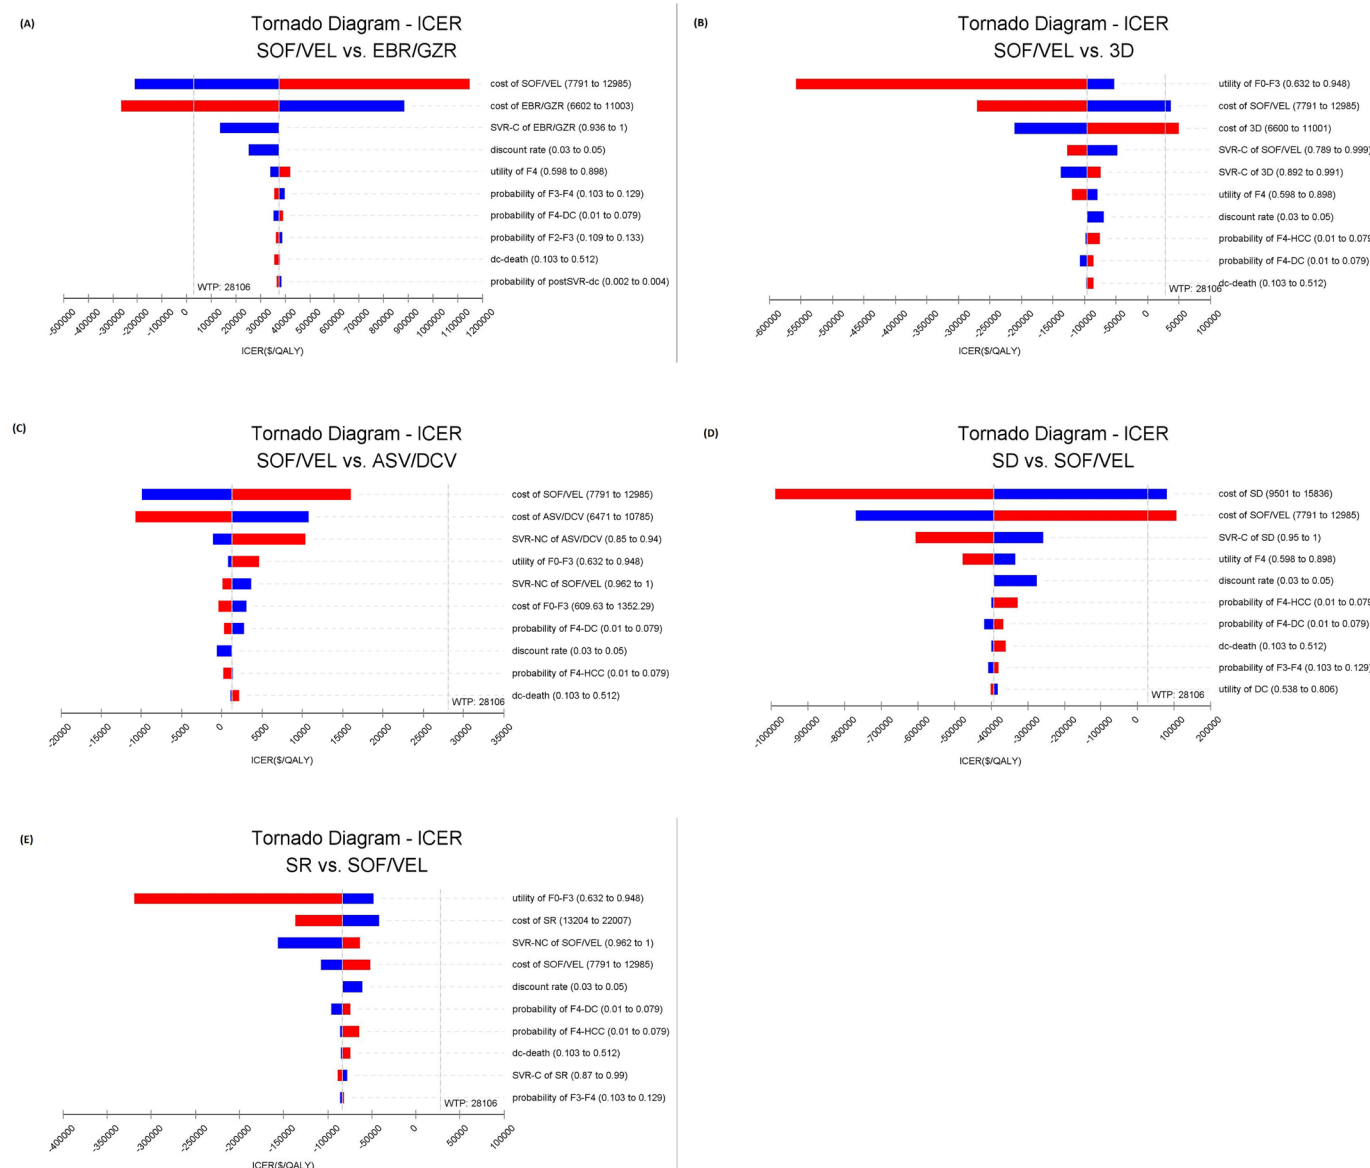 (A)
Tornado Diagram - ICER
SOF/VEL vs. EBR/GZR
cost of SOF/VEL (7791 to 12985)
cost of EBR/GZR (6602 to 11003)
SVR-C of EBR/GZR (0.936 to 1)
discount rate (0.03 to 0.05)
utility of F4 (0.598 to 0.898)
probability of F3-F4 (0.103 to 0.129)
probability of F4-DC (0.01 to 0.079)
probability of F2-F3 (0.109 to 0.133)
dc-death (0.103 to 0.512)
probability of postSVR-dc (0.002 to 0.004)
WTP: 28106
-500000 -400000 -300000 -200000 -100000 0 100000 200000 300000 400000 500000 600000 700000 800000 900000 1000000 1100000 1200000
ICER($/QALY)
(B)
Tornado Diagram - ICER
SOF/VEL vs. 3D
utility of F0-F3 (0.632 to 0.948)
cost of SOF/VEL (7791 to 12985)
cost of 3D (6600 to 11001)
SVR-C of SOF/VEL (0.789 to 0.999)
SVR-C of 3D (0.892 to 0.991)
utility of F4 (0.598 to 0.898)
discount rate (0.03 to 0.05)
probability of F4-HCC (0.01 to 0.079
probability of F4-DC (0.01 to 0.079)
dc-death (0.103 to 0.512)
WTP: 28106
-600000 -550000 -500000 -450000 -400000 -350000 -300000 -250000 -200000 -150000 -100000 -50000 0 50000 100000
ICER($/QALY)
(C)
Tornado Diagram - ICER
SOF/VEL vs. ASV/DCV
cost of SOF/VEL (7791 to 12985)
cost of ASV/DCV (6471 to 10785)
SVR-NC of ASV/DCV (0.85 to 0.94)
utility of F0-F3 (0.632 to 0.948)
SVR-NC of SOF/VEL (0.962 to 1)
cost of F0-F3 (609.63 to 1352.29)
probability of F4-DC (0.01 to 0.079)
discount rate (0.03 to 0.05)
probability of F4-HCC (0.01 to 0.079)
dc-death (0.103 to 0.512)
WTP: 28106
-20000 -15000 -10000 -5000 0 5000 10000 15000 20000 25000 30000 35000
ICER($/QALY)
(D)
Tornado Diagram - ICER
SD vs. SOF/VEL
cost of SD (9501 to 15836)
cost of SOF/VEL (7791 to 12985)
SVR-C of SD (0.95 to 1)
utility of F4 (0.598 to 0.898)
discount rate (0.03 to 0.05)
probability of F4-HCC (0.01 to 0.079
probability of F4-DC (0.01 to 0.079)
dc-death (0.103 to 0.512)
probability of F3-F4 (0.103 to 0.129)
utility of DC (0.538 to 0.806)
WTP: 28106
-1000000 -900000 -800000 -700000 -600000 -500000 -400000 -300000 -200000 -100000 0 100000 200000
ICER($/QALY)
(E)
Tornado Diagram - ICER
SR vs. SOF/VEL
utility of F0-F3 (0.632 to 0.948)
cost of SR (13204 to 22007)
SVR-NC of SOF/VEL (0.962 to 1)
cost of SOF/VEL (7791 to 12985)
discount rate (0.03 to 0.05)
probability of F4-DC (0.01 to 0.079)
probability of F4-HCC (0.01 to 0.079)
dc-death (0.103 to 0.512)
SVR-C of SR (0.87 to 0.99)
probability of F3-F4 (0.103 to 0.129)
WTP: 28106
-400000 -350000 -300000 -250000 -200000 -150000 -100000 -50000 0 50000 100000
ICER($/QALY)